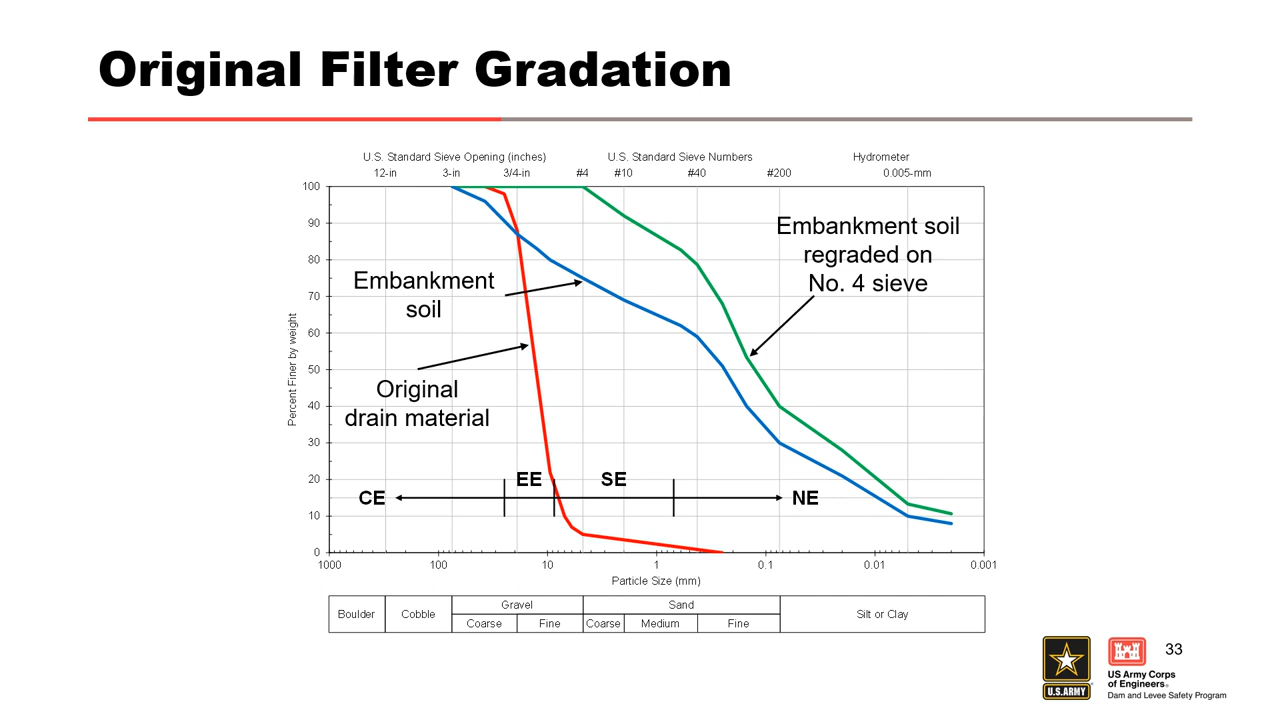 Original Filter Gradation
U.S. Standard Sieve Opening (inches)
U.S. Standard Sieve Numbers
Hydrometer
12-in
3-in
3/4-in
#4
#10
#40
#200
0.005-mm
100
90
80
70
60
50
40
30
20
10
0
Percent Finer by weight
Embankment soil
regraded on
No. 4 sieve
Embankment
soil
Original
drain material
CE
EE
SE
NE
1000
100
10
1
0.1
0.01
0.001
Particle Size (mm)
Boulder
Cobble
Gravel
Coarse
Fine
Sand
Coarse
Medium
Fine
Silt or Clay
33
U.S.ARMY
US Army Corps
of Engineers®
Dam and Levee Safety Program